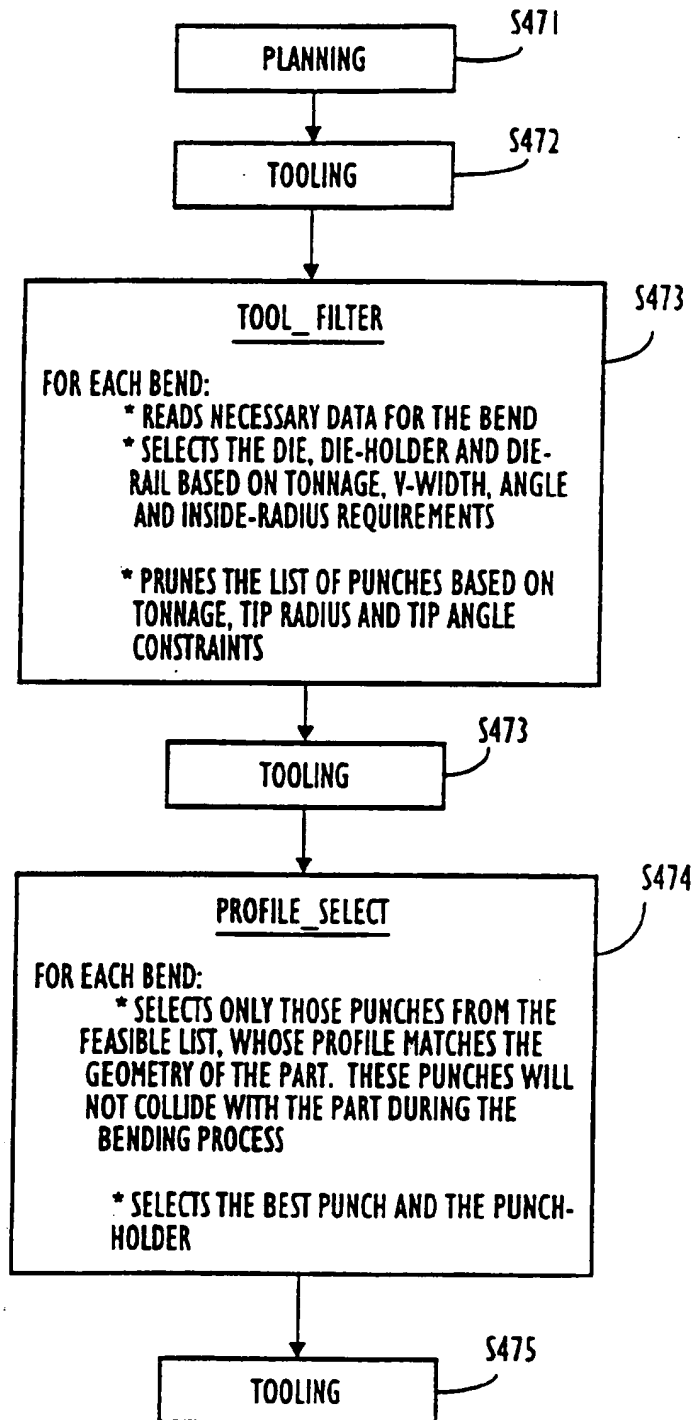 S471
PLANNING
S472
TOOLING
S473
TOOL_ FILTER
FOR EACH BEND:
* READS NECESSARY DATA FOR THE BEND
* SELECTS THE DIE, DIE-HOLDER AND DIE-
RAIL BASED ON TONNAGE, V-WIDTH, ANGLE
AND INSIDE-RADIUS REQUIREMENTS
* PRUNES THE LIST OF PUNCHES BASED ON
TONNAGE, TIP RADIUS AND TIP ANGLE
CONSTRAINTS
S473
TOOLING
S474
PROFILE_SELECT
FOR EACH BEND:
* SELECTS ONLY THOSE PUNCHES FROM THE
FEASIBLE LIST, WHOSE PROFILE MATCHES THE
GEOMETRY OF THE PART. THESE PUNCHES WILL
NOT COLLIDE WITH THE PART DURING THE
BENDING PROCESS
* SELECTS THE BEST PUNCH AND THE PUNCH-
HOLDER
S475
TOOLING